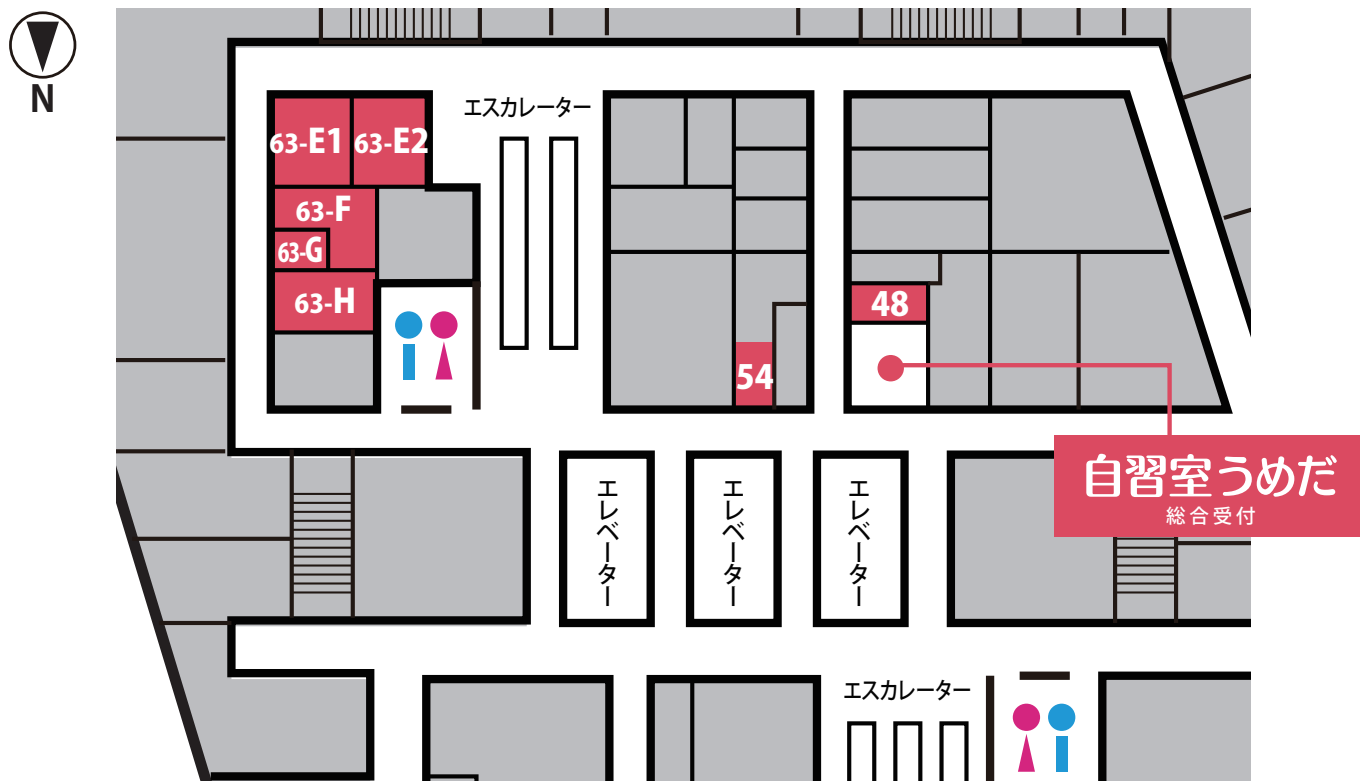 N
エスカレーター
63-E1
63-E2
63-F
63-G
63-H
48
54
自習室うめだ
総合受付
エレベーター
エレベーター
エレベーター
エスカレーター